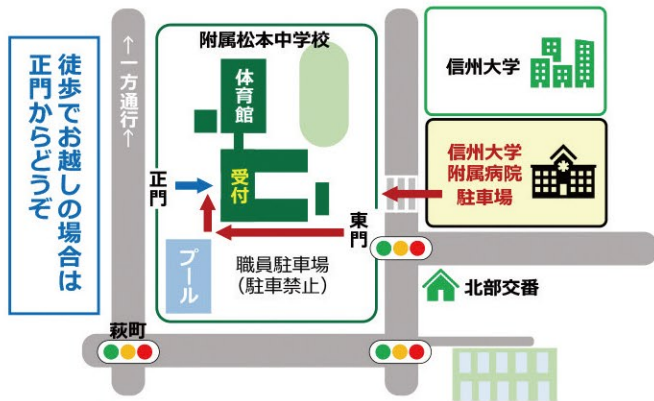 徒歩でお越しの場合は
正門からどうぞ
←一方通行←
附属松本中学校
体育館
受付
正門
東門
プール
職員駐車場
（駐車禁止）
萩町
信州大学
信州大学
附属病院
駐車場
北部交番